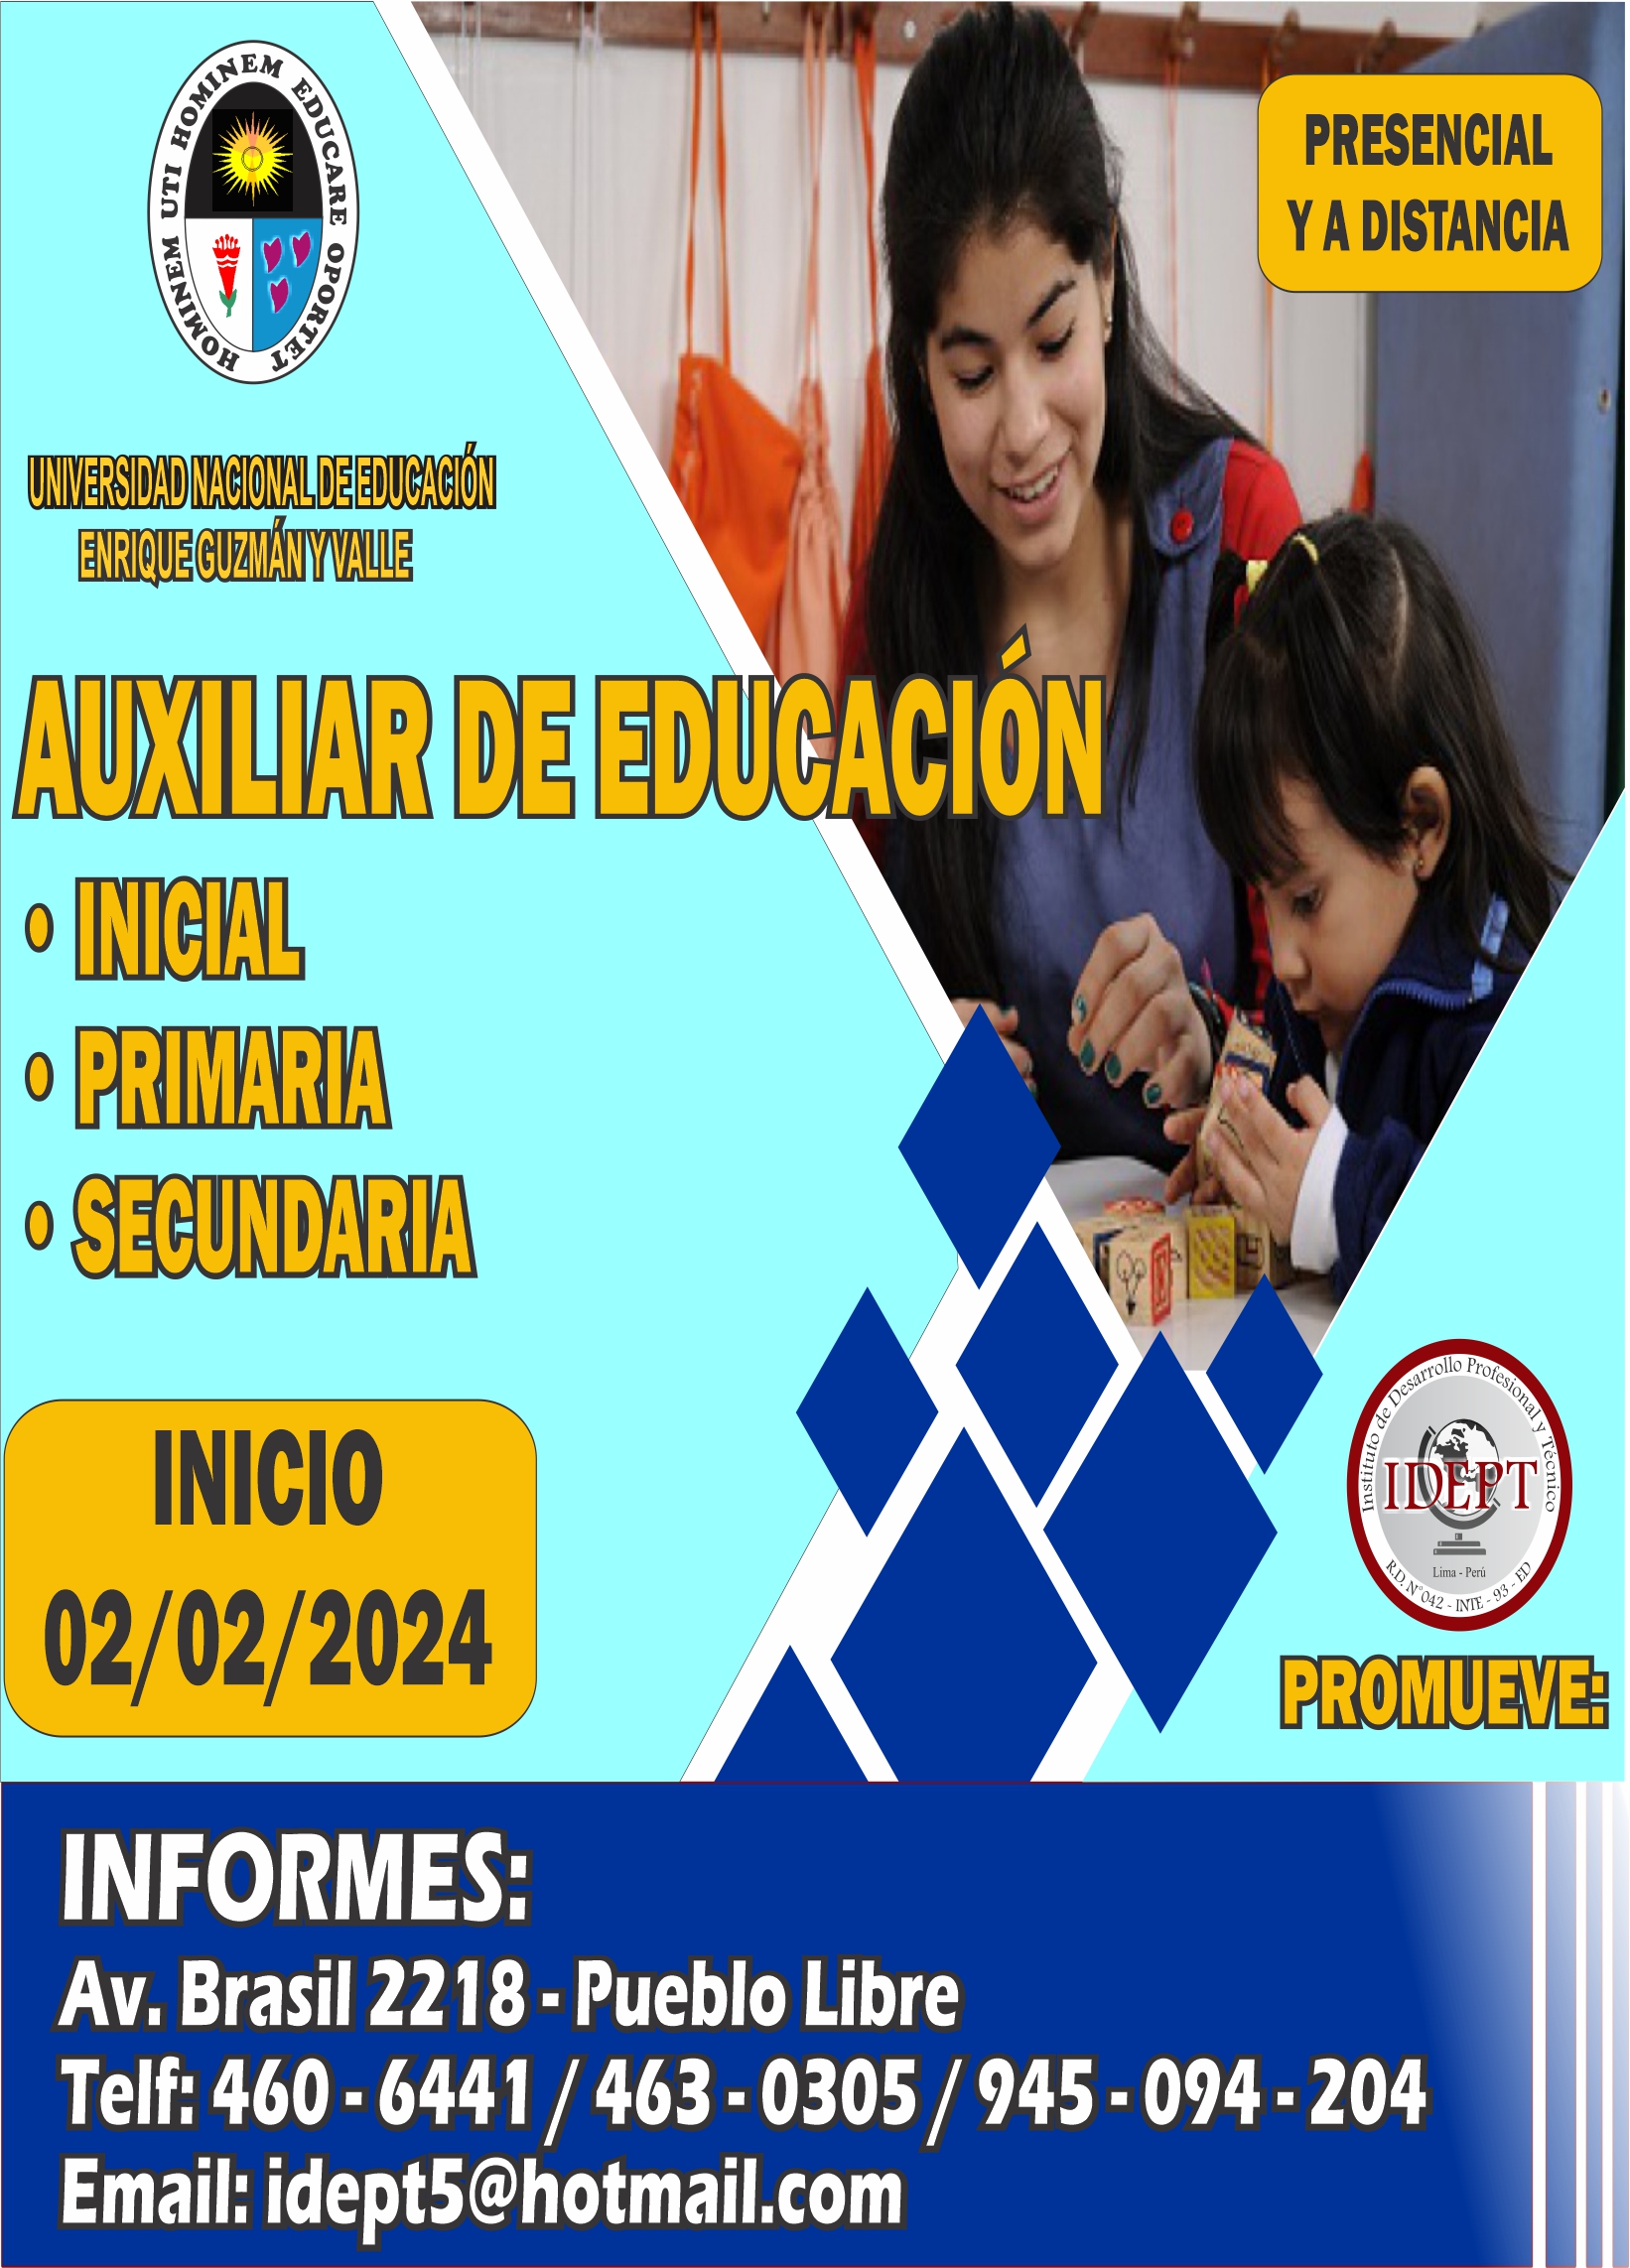 HOMINEM UTI HOMINEM EDUCARE OPORTET
PRESENCIAL
Y A DISTANCIA
UNIVERSIDAD NACIONAL DE EDUCACIÓN
ENRIQUE GUZMÁN Y VALLE
AUXILIAR DE EDUCACIÓN
• INICIAL
• PRIMARIA
• SECUNDARIA
INICIO
02/02/2024
Instituto de Desarrollo Profesional y Técnico
IDEPT
Lima - Perú
R.D. N°042 - INTE - 93 - ED
PROMUEVE:
INFORMES:
Av. Brasil 2218 - Pueblo Libre
Telf: 460 - 6441 / 463 - 0305 / 945 - 094 - 204
Email: idept5@hotmail.com